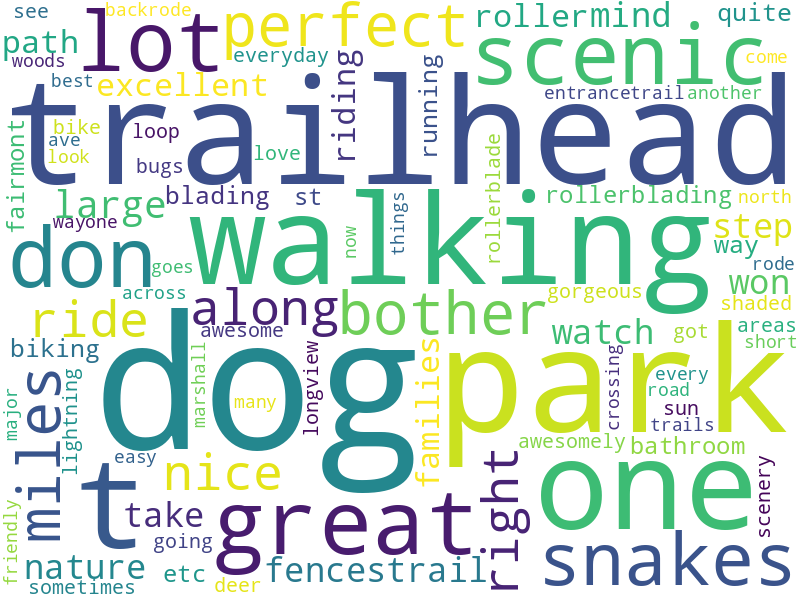 see
backrode
lot
perfect
rollermind
quite
path
woods
everyday
scenic
come
best
excellent
riding
running
entrancetrail
another
trailhead
fairmont
bike
ave
look
loop
bugs
love
large
wayone
blading
st
things
rollerblade
rollerblading
north
step
don
walking
now
way
goes
rode
won
across
gorgeous
shaded
ride
along
bother
awesome
watch
got
areas
short
biking
marshall
many
longview
families
dog
park
crossing
every
road
sun
trails
major
miles
lightning
easy
t
nice
awesomely
bathroom
great
right
one
scenery
take
going
friendly
nature
sometimes
etc
deer
fencestrail
snakes